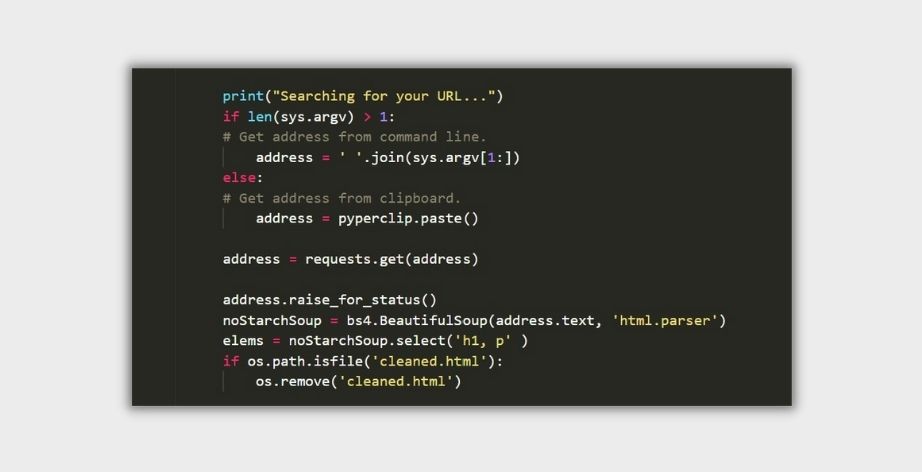 print("Searching for your URL...")
if len(sys.argv) > 1:
# Get address from command line.
    address = ' '.join(sys.argv[1:])
else:
# Get address from clipboard.
    address = pyperclip.paste()

address = requests.get(address)

address.raise_for_status()
noStarchSoup = bs4.BeautifulSoup(address.text, 'html.parser')
elems = noStarchSoup.select('h1, p' )
if os.path.isfile('cleaned.html'):
    os.remove('cleaned.html')